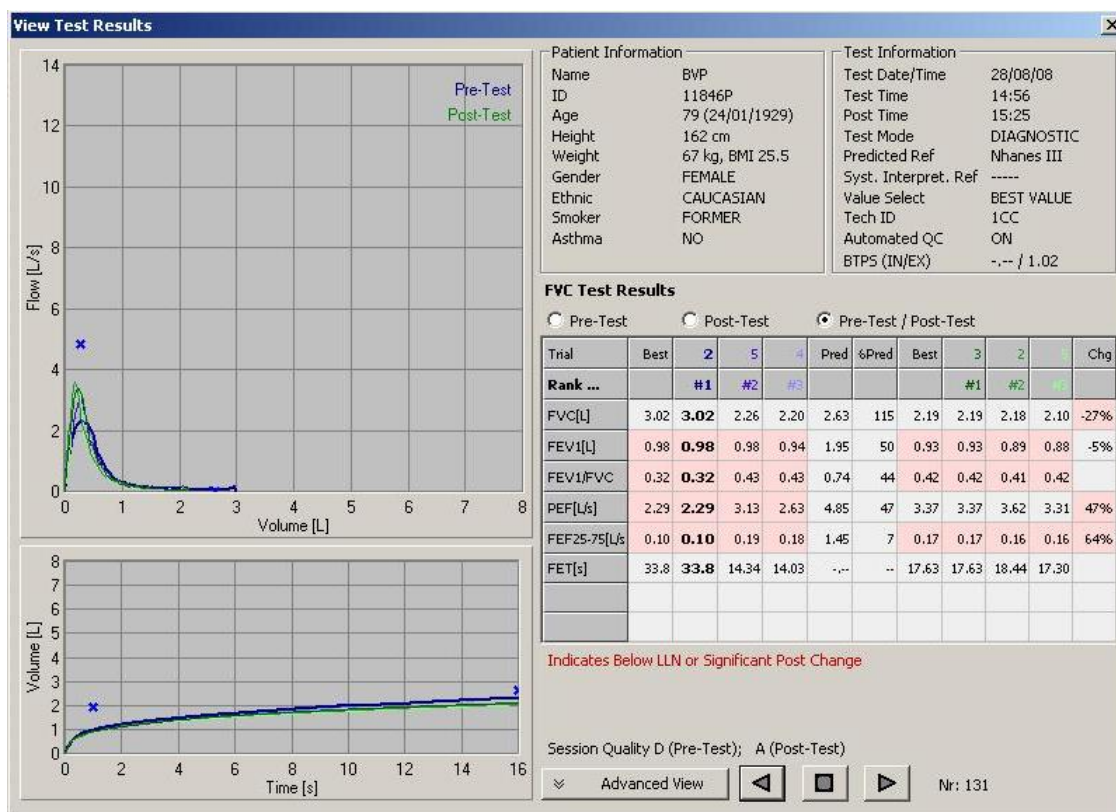 View Test Results
14
12
10
8
6
4
2
0
Flow [L/s]
Pre-Test
Post-Test
0 1 2 3 4 5 6 7 8
Volume [L]
8
7
6
5
4
3
2
1
0
Volume [L]
0 2 4 6 8 10 12 14 16
Time [s]
Patient Information
Name BVP
ID 11846P
Age 79 (24/01/1929)
Height 162 cm
Weight 67 kg, BMI 25.5
Gender FEMALE
Ethnic CAUCASIAN
Smoker FORMER
Asthma NO
Test Information
Test Date/Time 28/08/08
Test Time 14:56
Post Time 15:25
Test Mode DIAGNOSTIC
Predicted Ref Nhanes III
Syst. Interpret. Ref -----
Value Select BEST VALUE
Tech ID 1CC
Automated QC ON
BTPS (IN/EX) -.-- / 1.02
FVC Test Results
Pre-Test Post-Test Pre-Test / Post-Test
Trial Best 2 5 4 Pred %Pred Best 3 2 Chg
Rank ... #1 #2 #3 #1 #2
FVC[L] 3.02 3.02 2.26 2.20 2.63 115 2.19 2.19 2.18 2.10 -27%
FEV1[L] 0.98 0.98 0.98 0.94 1.95 50 0.93 0.93 0.89 0.88 -5%
FEV1/FVC 0.32 0.32 0.43 0.43 0.74 44 0.42 0.42 0.41 0.42
PEF[L/s] 2.29 2.29 3.13 2.63 4.85 47 3.37 3.37 3.62 3.31 47%
FEF25-75[L/s 0.10 0.10 0.19 0.18 1.45 7 0.17 0.17 0.16 0.16 64%
FET[s] 33.8 33.8 14.34 14.03 -.-- -- 17.63 17.63 18.44 17.30
Indicates Below LLN or Significant Post Change
Session Quality D (Pre-Test); A (Post-Test)
Advanced View
Nr: 131